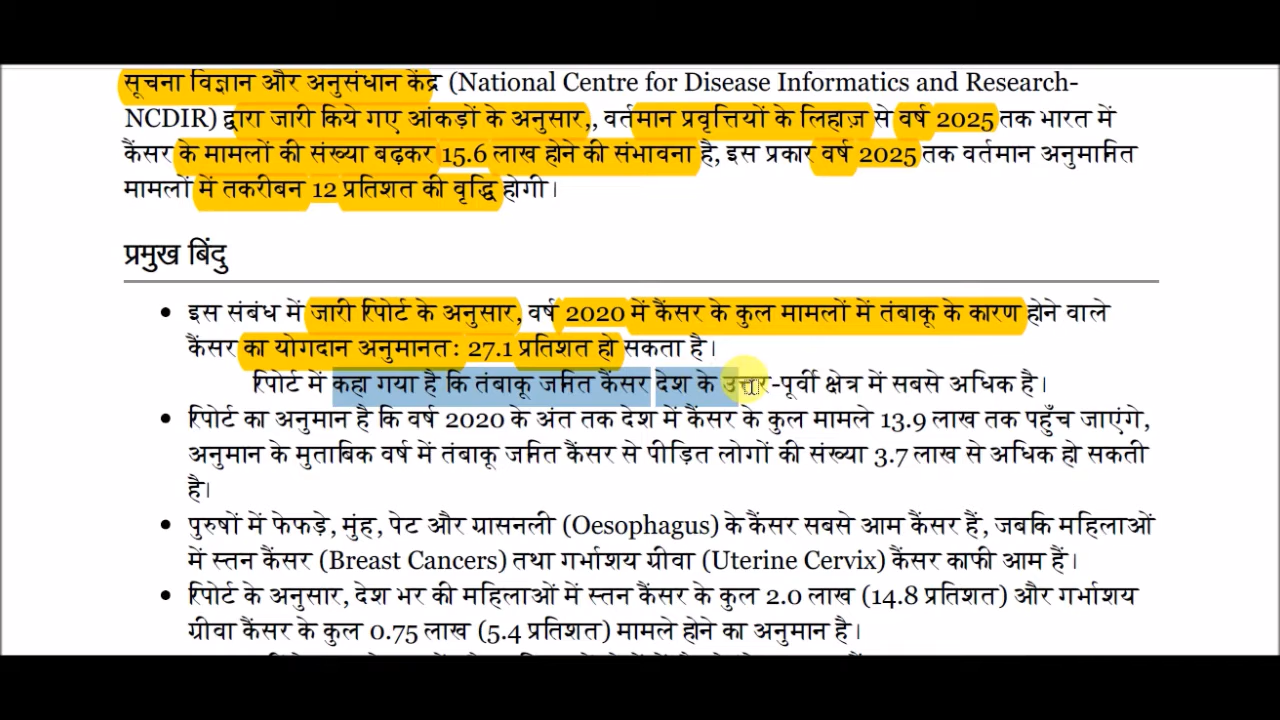 सूचना विज्ञान और अनुसंधान केंद्र (National Centre for Disease Informatics and Research-
NCDIR) द्वारा जारी किये गए आंकड़ों के अनुसार,, वर्तमान प्रवृत्तियों के लिहाज़ से वर्ष 2025 तक भारत में
कैंसर के मामलों की संख्या बढ़कर 15.6 लाख होने की संभावना है, इस प्रकार वर्ष 2025 तक वर्तमान अनुमानित
मामलों में तकरीबन 12 प्रतिशत की वृद्धि होगी।
प्रमुख बिंदु
• इस संबंध में जारी रिपोर्ट के अनुसार, वर्ष 2020 में कैंसर के कुल मामलों में तंबाकू के कारण होने वाले
कैंसर का योगदान अनुमानत: 27.1 प्रतिशत हो सकता है।
रिपोर्ट में कहा गया है कि तंबाकू जनित कैंसर देश के उत्तर-पूर्वी क्षेत्र में सबसे अधिक है।
• रिपोर्ट का अनुमान है कि वर्ष 2020 के अंत तक देश में कैंसर के कुल मामले 13.9 लाख तक पहुँच जाएंगे,
अनुमान के मुताबिक वर्ष में तंबाकू जनित कैंसर से पीड़ित लोगों की संख्या 3.7 लाख से अधिक हो सकती
है।
• पुरुषों में फेफड़े, मुंह, पेट और ग्रासनली (Oesophagus) के कैंसर सबसे आम कैंसर हैं, जबकि महिलाओं
में स्तन कैंसर (Breast Cancers) तथा गर्भाशय ग्रीवा (Uterine Cervix) कैंसर काफी आम हैं।
• रिपोर्ट के अनुसार, देश भर की महिलाओं में स्तन कैंसर के कुल 2.0 लाख (14.8 प्रतिशत) और गर्भाशय
ग्रीवा कैंसर के कुल 0.75 लाख (5.4 प्रतिशत) मामले होने का अनुमान है।